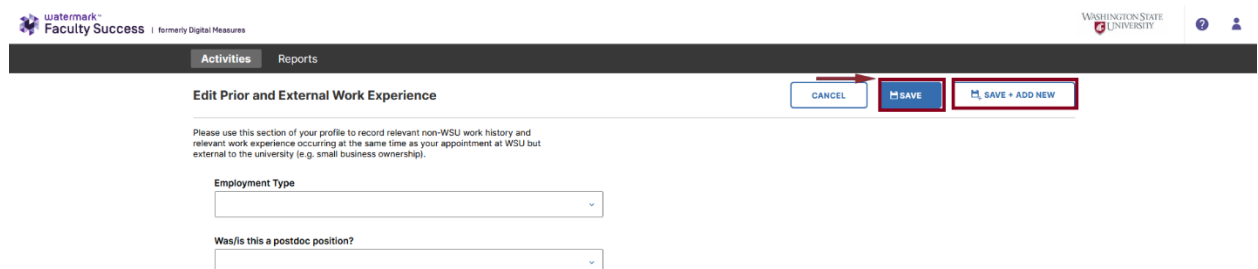 watermark™
Faculty Success | formerly Digital Measures
WASHINGTON STATE
UNIVERSITY
?
Activities Reports
Edit Prior and External Work Experience
CANCEL SAVE SAVE + ADD NEW
Please use this section of your profile to record relevant non-WSU work history and
relevant work experience occurring at the same time as your appointment at WSU but
external to the university (e.g. small business ownership).
Employment Type
Was/is this a postdoc position?